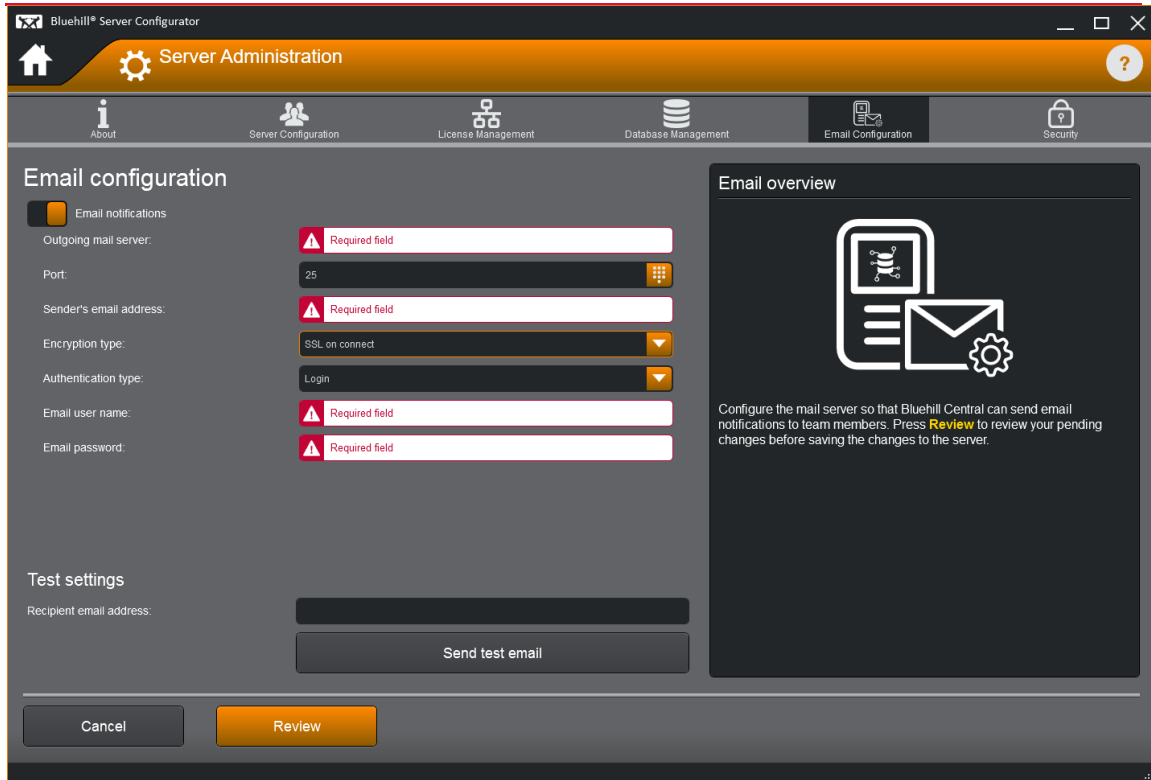 Bluehill® Server Configurator
Server Administration
?
About
Server Configuration
License Management
Database Management
Email Configuration
Security
Email configuration
Email notifications
Outgoing mail server:
Required field
Port:
25
Sender's email address:
Required field
Encryption type:
SSL on connect
Authentication type:
Login
Email user name:
Required field
Email password:
Required field
Test settings
Recipient email address:
Send test email
Email overview
Configure the mail server so that Bluehill Central can send email
notifications to team members. Press Review to review your pending
changes before saving the changes to the server.
Cancel
Review